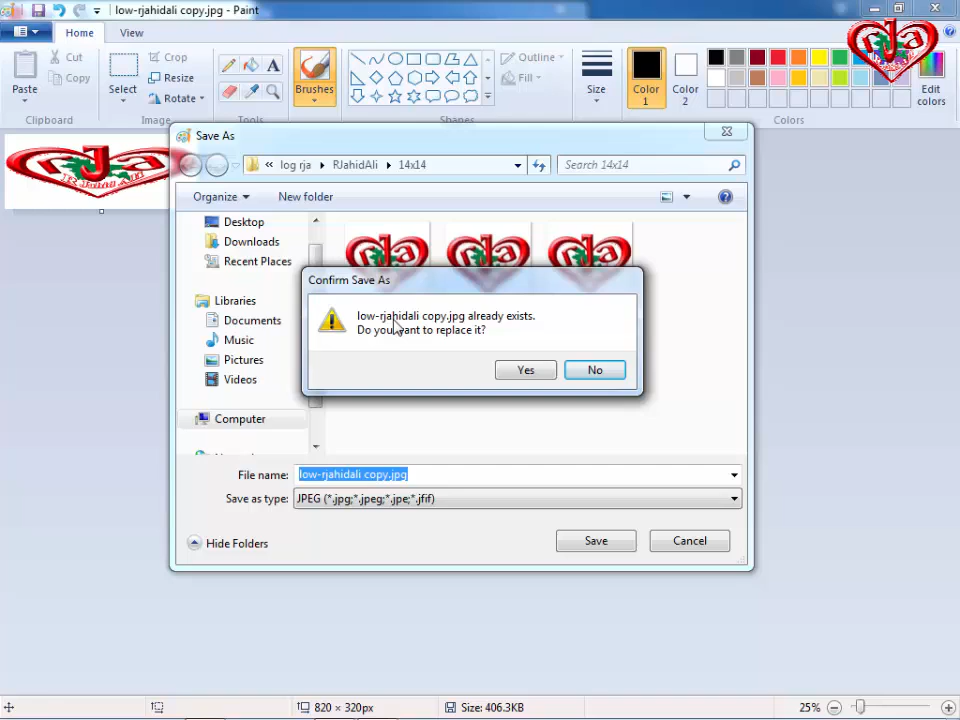 low-rjahidali copy.jpg - Paint
Home View
Cut
Copy
Paste
Clipboard
Select
Crop
Resize
Rotate
Image
A
Tools
Brushes
Shapes
Outline
Fill
Size
Color 1
Color 2
Edit colors
Colors
rja
Save As
« log rja RJahidAli 14x14
Search 14x14
Organize New folder
Desktop
Downloads
Recent Places
Libraries
Documents
Music
Pictures
Videos
Computer
rja rja rja
Confirm Save As
low-rjahidali copy.jpg already exists.
Do you want to replace it?
Yes No
File name: low-rjahidali copy.jpg
Save as type: JPEG (*.jpg;*.jpeg;*.jpe;*.jfif)
Hide Folders
Save Cancel
820 × 320px
Size: 406.3KB
25%